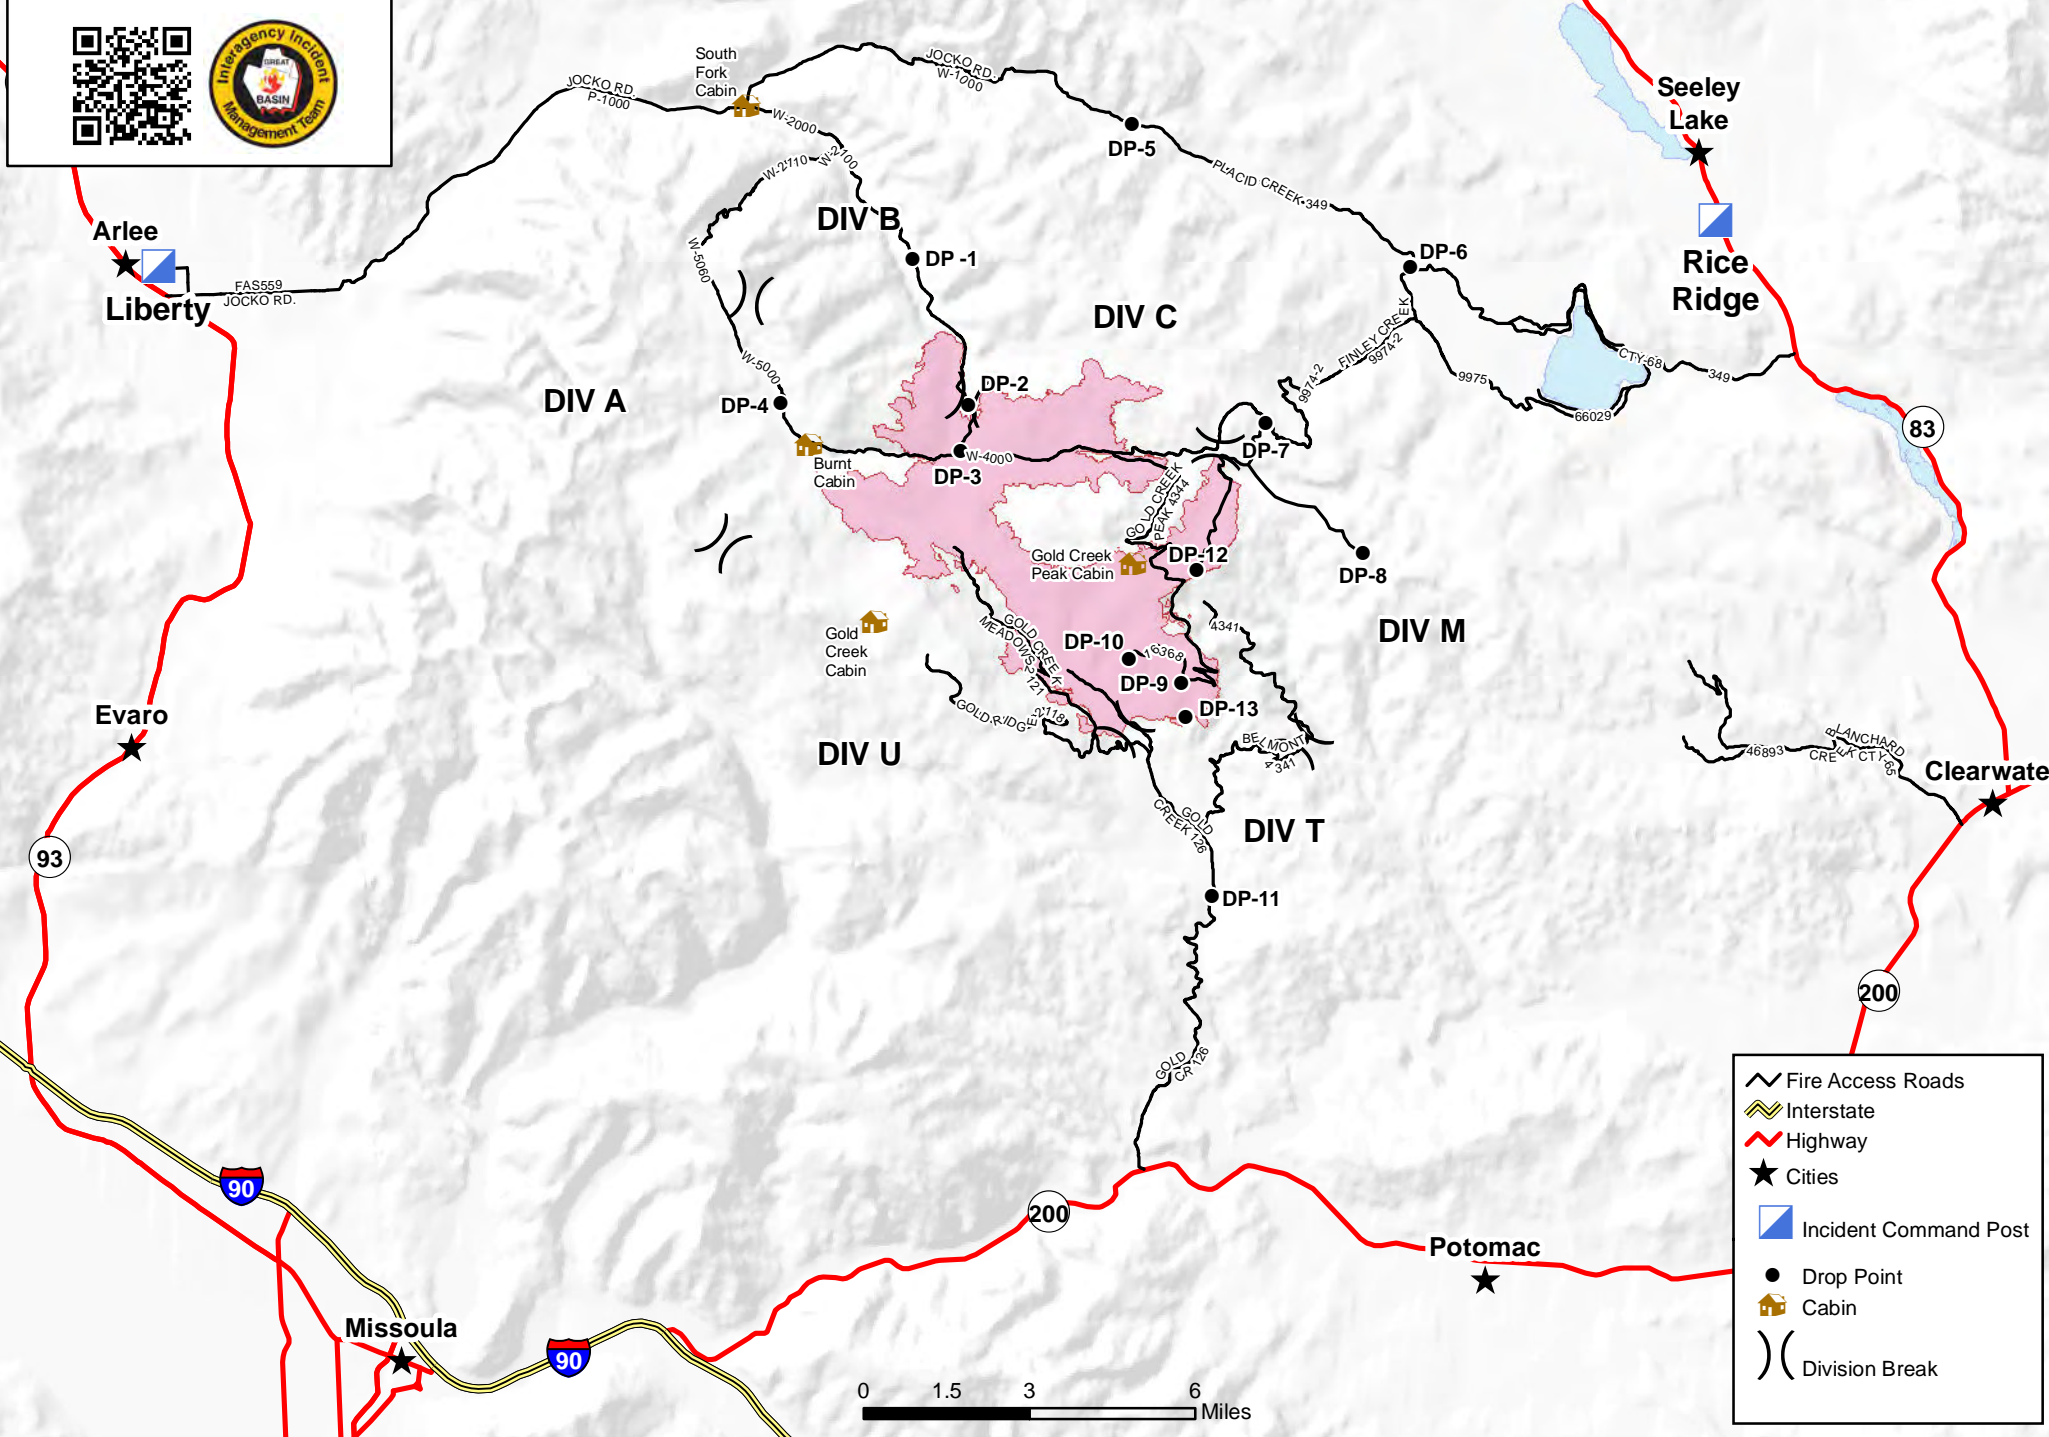 Interagency Incident
GREAT
BASIN
Management Team
South
Fork
Cabin
JOCKO RD.
W-1000
JOCKO RD.
P-1000
W-2000
W-2110
W-2100
DP-5
PLACID CREEK 349
Seeley
Lake
Arlee
Liberty
FAS559
JOCKO RD.
DIV B
DP -1
W-5060
DIV C
DP-6
Rice
Ridge
FINLEY CREEK
9974-2
9974-2
9975
CTY-68
349
66029
83
W-5000
DIV A
DP-4
DP-2
DP-3
W-4000
DP-7
Burnt
Cabin
GOLD CREEK
PEAK 4344
Gold Creek
Peak Cabin
DP-12
DP-8
DIV M
4341
Gold
Creek
Cabin
GOLD CREEK
MEADOWS 2121
DP-10
16368
DP-9
DP-13
GOLD RIDGE 2118
DIV U
BELMONT
4341
Evaro
46893
BLANCHARD
CREEK CTY-65
Clearwate
GOLD
CREEK 126
DIV T
93
DP-11
200
GOLD
CR 126
90
200
Potomac
Missoula
90
0 1.5 3 6
Miles
Fire Access Roads
Interstate
Highway
Cities
Incident Command Post
Drop Point
Cabin
Division Break